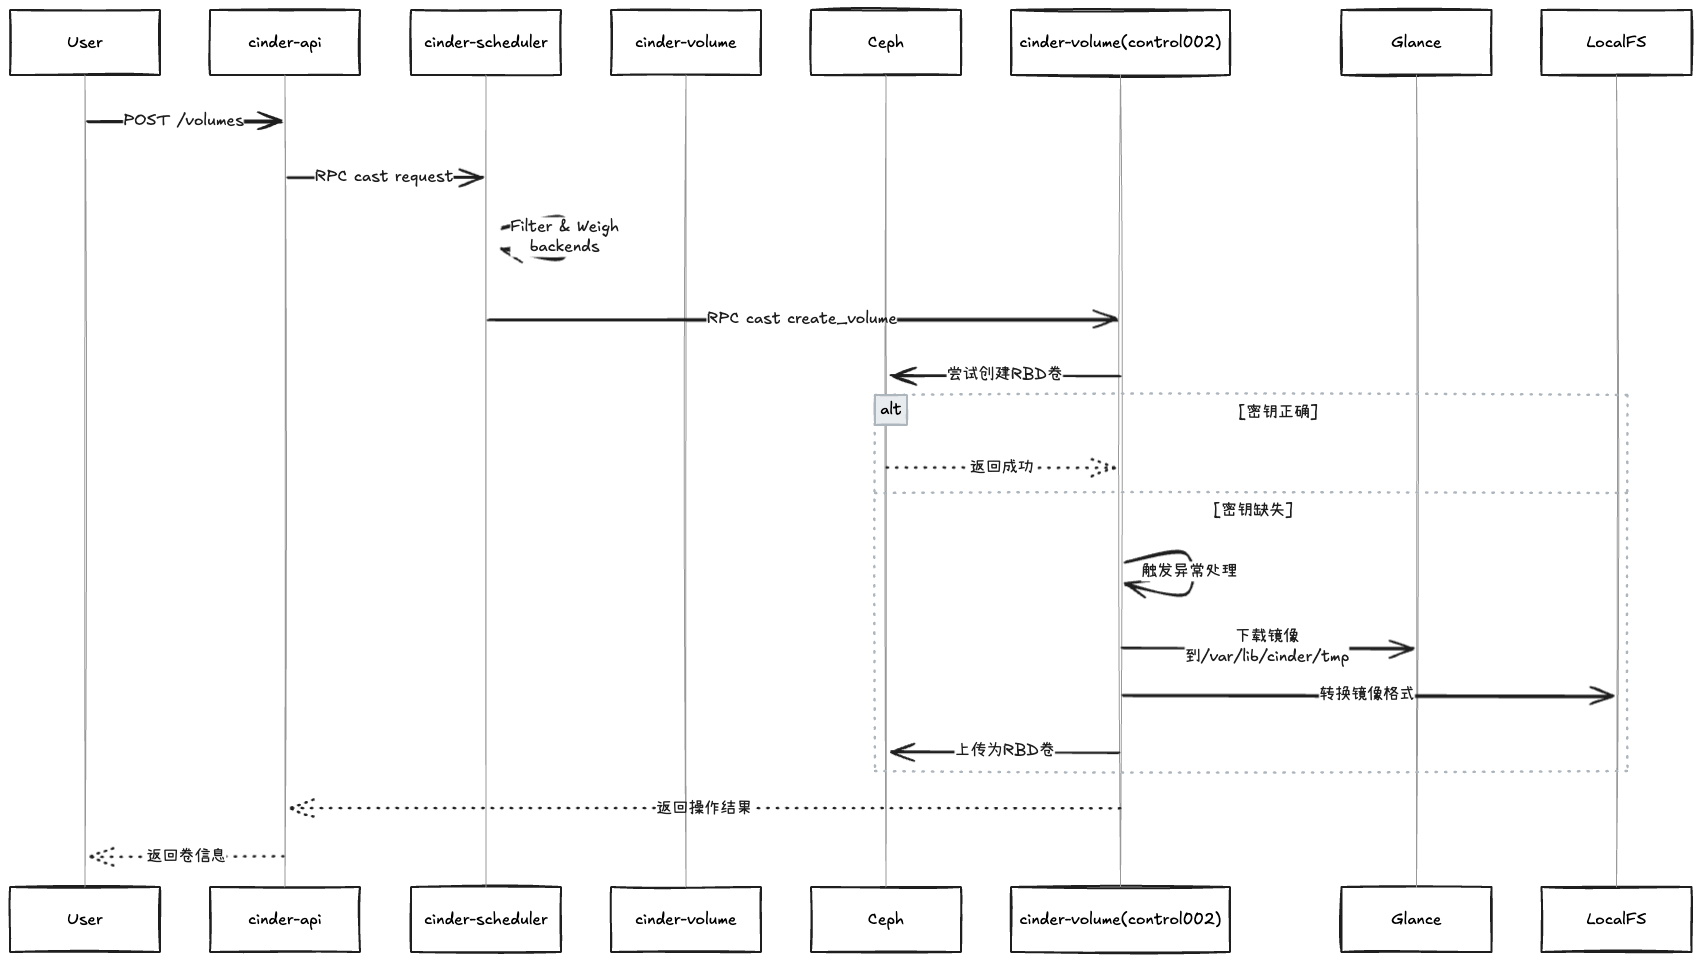 User
cinder-api
cinder-scheduler
cinder-volume
Ceph
cinder-volume(control002)
Glance
LocalFS
POST /volumes
RPC cast request
Filter & Weigh
backends
RPC cast create_volume
尝试创建RBD卷
alt
[密钥正确]
返回成功
[密钥缺失]
触发异常处理
下载镜像
到/var/lib/cinder/tmp
转换镜像格式
上传为RBD卷
返回操作结果
返回卷信息
User
cinder-api
cinder-scheduler
cinder-volume
Ceph
cinder-volume(control002)
Glance
LocalFS